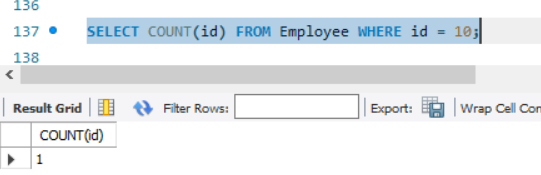 136
137 SELECT COUNT(id) FROM Employee WHERE id = 10;
138
Result Grid Filter Rows: Export: Wrap Cell Con
COUNT(id)
1